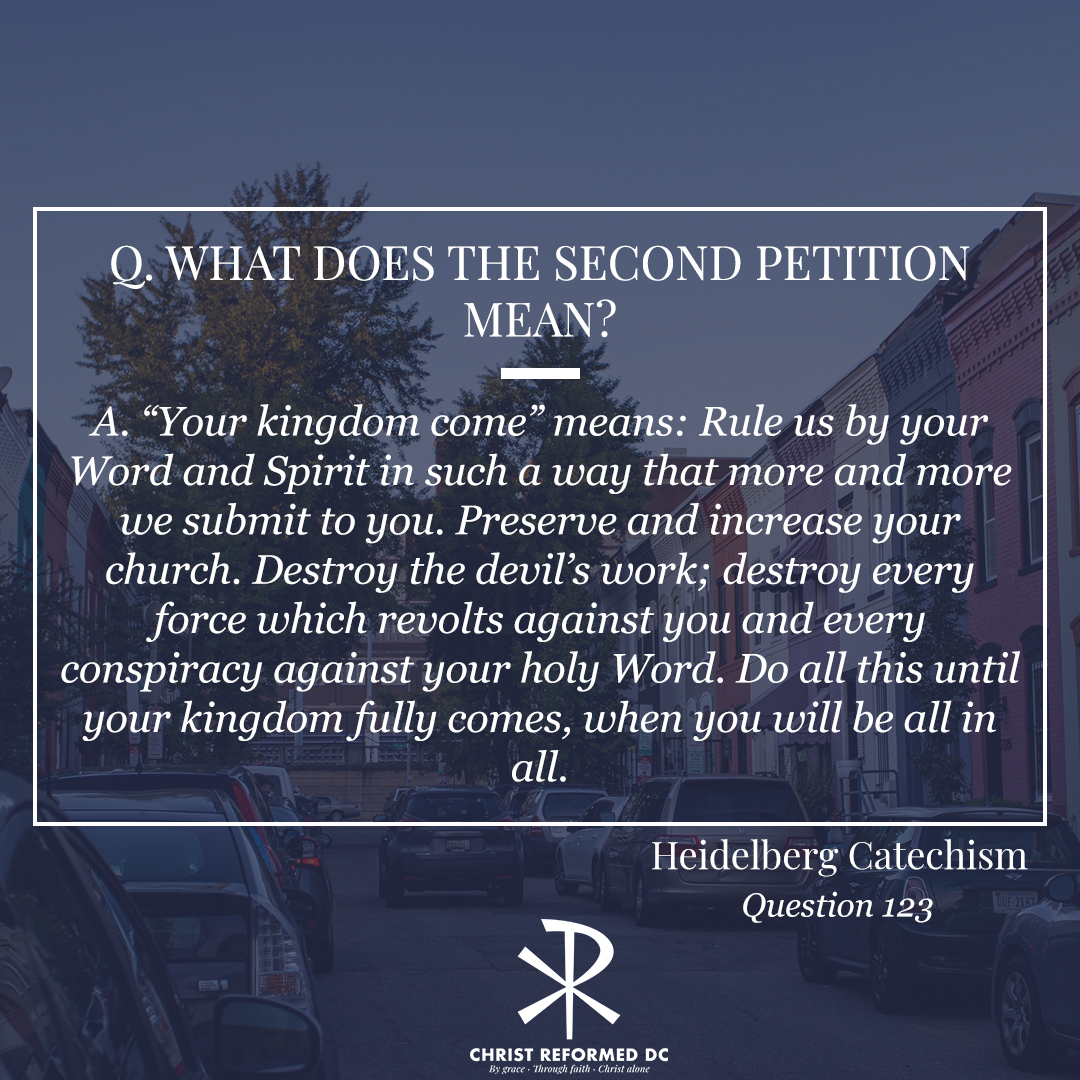 Q. WHAT DOES THE SECOND PETITION
MEAN?
A. “Your kingdom come” means: Rule us by your
Word and Spirit in such a way that more and more
we submit to you. Preserve and increase your
church. Destroy the devil’s work; destroy every
force which revolts against you and every
conspiracy against your holy Word. Do all this until
your kingdom fully comes, when you will be all in
all.
Heidelberg Catechism
Question 123
CHRIST REFORMED DC
By grace · Through faith · Christ alone